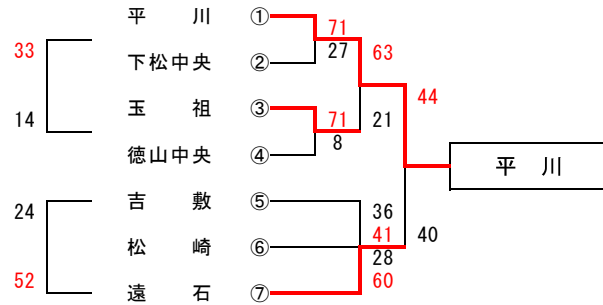 平 川 ① 71
33 27 63
下松中央 ②
44
玉 祖 ③ 71
14 21
8
徳山中央 ④
平 川
吉 敷 ⑤
24 36
41 40
松 崎 ⑥
28
52 60
遠 石 ⑦